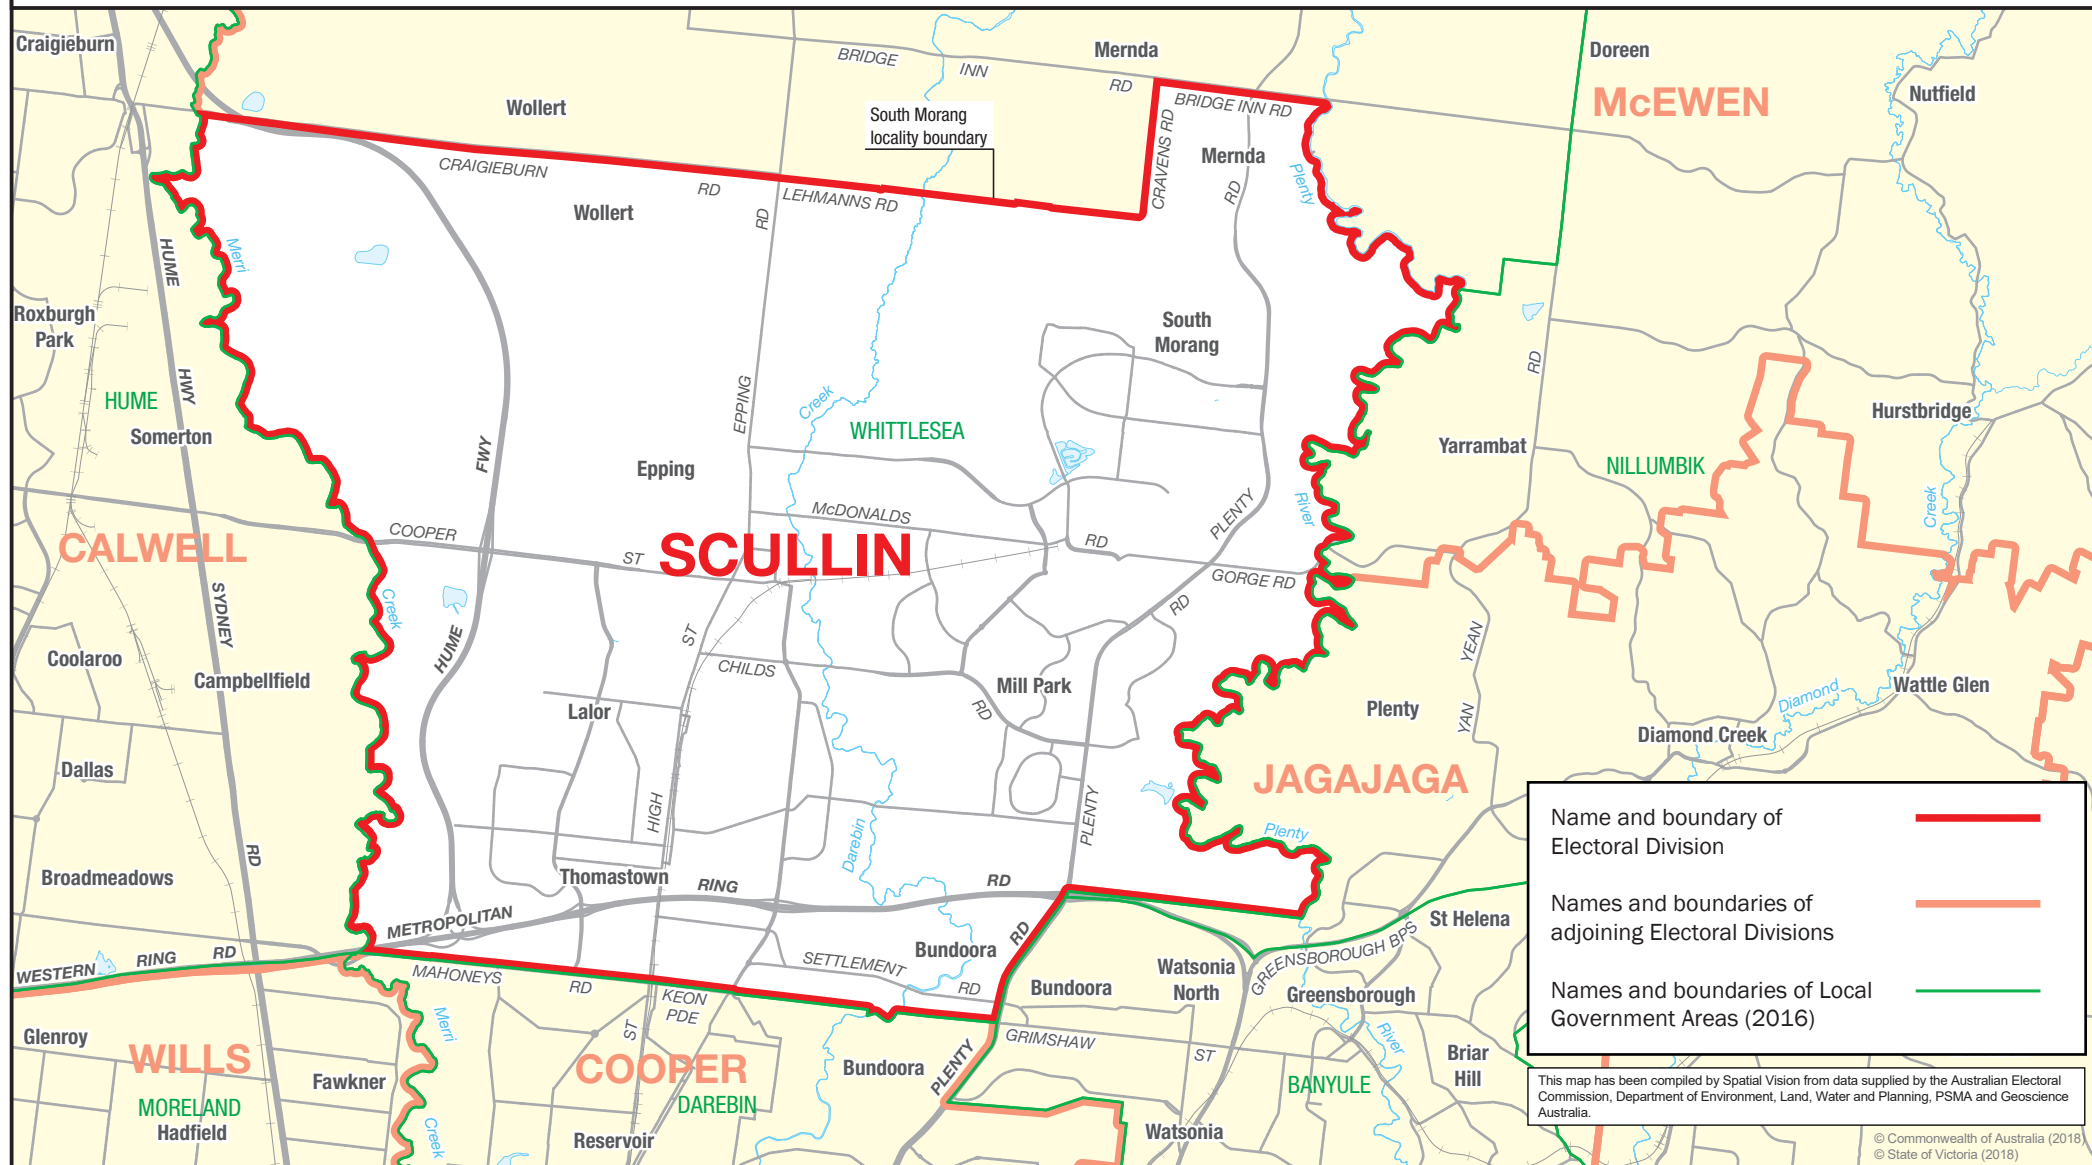 Craigieburn
BRIDGE
INN
RD
Mernda
Doreen
McEWEN
Nutfield
Wollert
South Morang
locality boundary
BRIDGE INN RD
CRAVENS RD
Mernda
RD
Plenty
CRAIGIEBURN
RD
LEHMANNS RD
Wollert
RD
Merri
HUME
Roxburgh
Park
South
Morang
RD
HWY
HUME
Somerton
EPPING
Creek
WHITTLESEA
Hurstbridge
Yarrambat
NILLUMBIK
FWY
Epping
PLENTY
River
Creek
McDONALDS
COOPER
ST
SCULLIN
RD
GORGE RD
CALWELL
SYDNEY
Creek
HUME
ST
RD
YEAN
Coolaroo
Campbellfield
CHILDS
Mill Park
RD
Lalor
Plenty
YAN
Diamond
Wattle Glen
Diamond Creek
Dallas
JAGAJAGA
HIGH
Darebin
PLENTY
Plenty
RD
Broadmeadows
Thomastown
RING
RD
METROPOLITAN
RD
Bundoora
St Helena
GREENSBOROUGH BPS
WESTERN
RING
RD
MAHONEYS
RD
KEON
PDE
SETTLEMENT
RD
Bundoora
Watsonia
North
Greensborough
Glenroy
WILLS
Merri
ST
COOPER
Bundoora
PLENTY
GRIMSHAW
ST
River
Briar
Hill
Fawkner
BANYULE
MORELAND
Hadfield
DAREBIN
Creek
Reservoir
Watsonia
Name and boundary of
Electoral Division
Names and boundaries of
adjoining Electoral Divisions
Names and boundaries of Local
Government Areas (2016)
This map has been compiled by Spatial Vision from data supplied by the Australian Electoral
Commission, Department of Environment, Land, Water and Planning, PSMA and Geoscience
Australia.
© Commonwealth of Australia (2018)
© State of Victoria (2018)